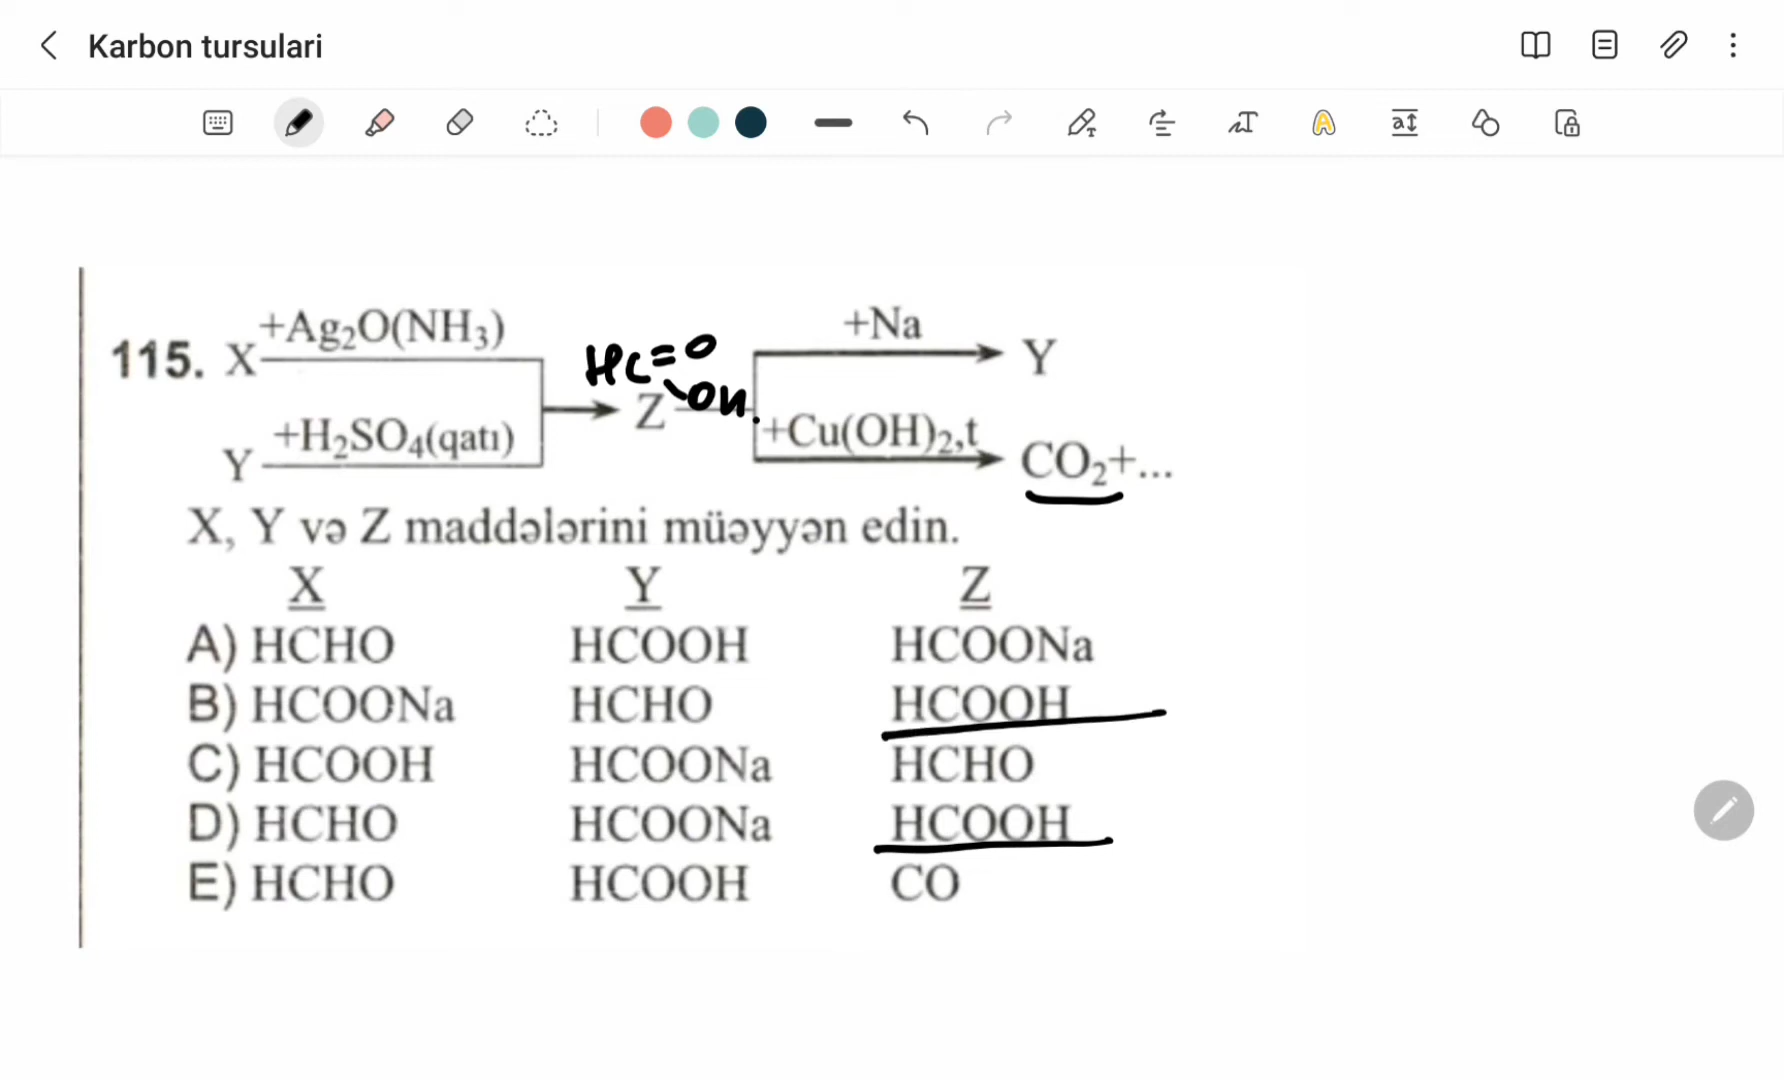 Karbon tursulari
115. X +Ag₂O(NH₃) HC=O OH +Na Y
Y +H₂SO₄(qatı) Z +Cu(OH)₂,t CO₂+...
X, Y və Z maddələrini müəyyən edin.
X Y Z
A) HCHO HCOOH HCOONa
B) HCOONa HCHO HCOOH
C) HCOOH HCOONa HCHO
D) HCHO HCOONa HCOOH
E) HCHO HCOOH CO